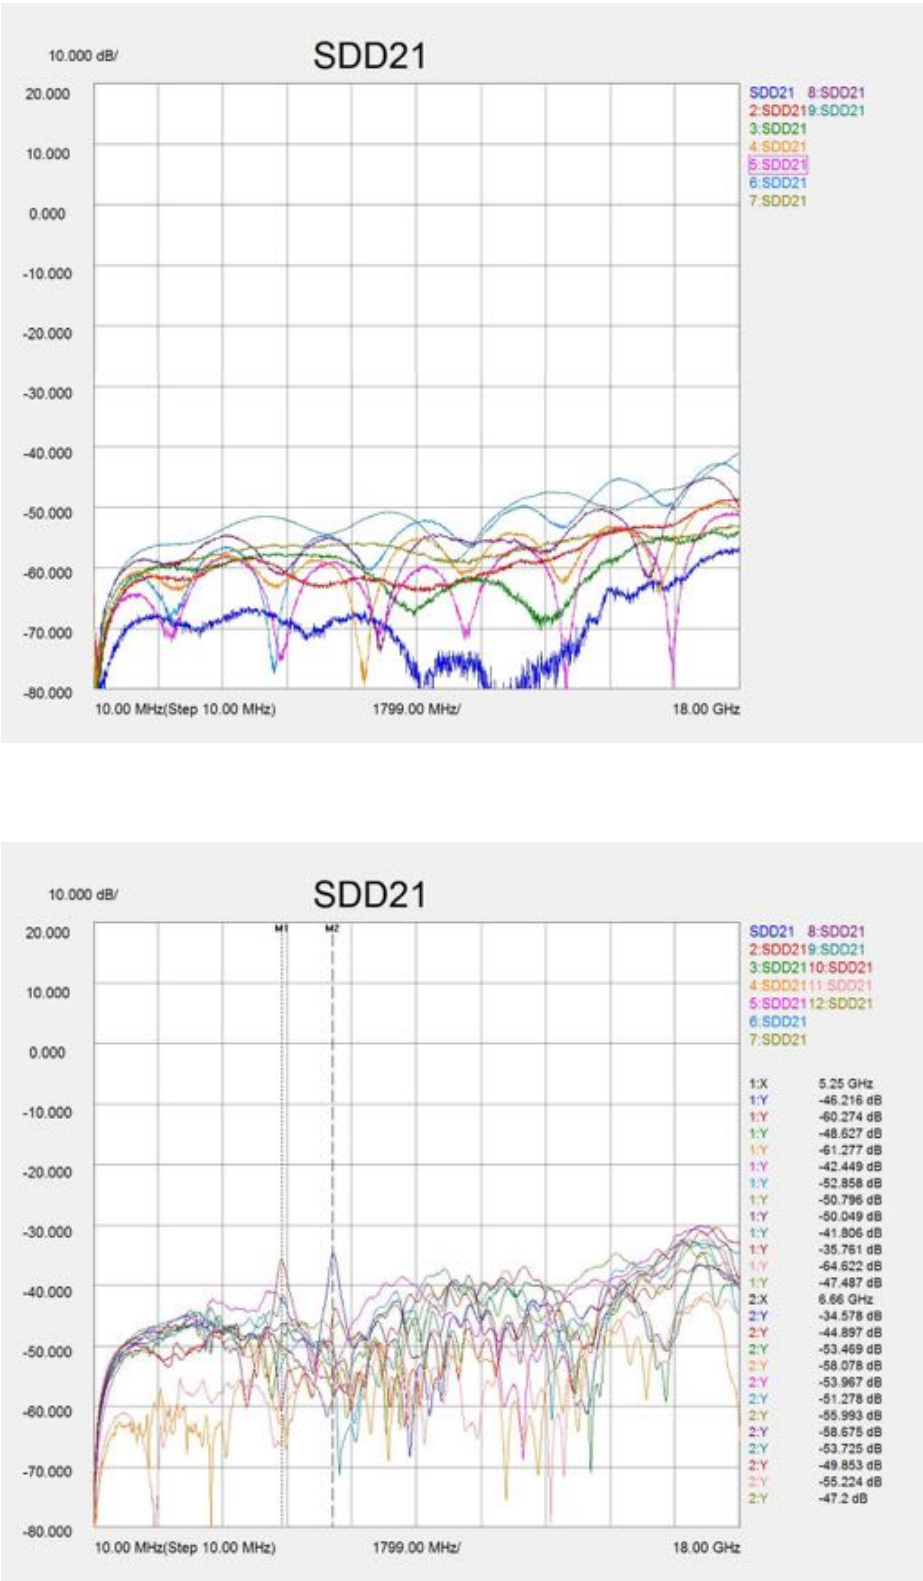 10.000 dB/
SDD21
20.000
10.000
0.000
-10.000
-20.000
-30.000
-40.000
-50.000
-60.000
-70.000
-80.000
10.00 MHz(Step 10.00 MHz) 1799.00 MHz/ 18.00 GHz
SDD21 8:SDD21
2:SDD21 9:SDD21
3:SDD21
4:SDD21
5:SDD21
6:SDD21
7:SDD21
10.000 dB/
SDD21
M1 M2
20.000
10.000
0.000
-10.000
-20.000
-30.000
-40.000
-50.000
-60.000
-70.000
-80.000
10.00 MHz(Step 10.00 MHz) 1799.00 MHz/ 18.00 GHz
SDD21 8:SDD21
2:SDD21 9:SDD21
3:SDD21 10:SDD21
4:SDD21 11:SDD21
5:SDD21 12:SDD21
6:SDD21
7:SDD21
1:X 5.25 GHz
1:Y -46.216 dB
1:Y -60.274 dB
1:Y -48.627 dB
1:Y -61.277 dB
1:Y -42.449 dB
1:Y -52.858 dB
1:Y -50.796 dB
1:Y -50.049 dB
1:Y -41.806 dB
1:Y -35.761 dB
1:Y -64.622 dB
1:Y -47.487 dB
2:X 6.66 GHz
2:Y -34.578 dB
2:Y -44.897 dB
2:Y -53.469 dB
2:Y -58.078 dB
2:Y -53.967 dB
2:Y -51.278 dB
2:Y -55.993 dB
2:Y -58.675 dB
2:Y -53.725 dB
2:Y -49.853 dB
2:Y -55.224 dB
2:Y -47.2 dB